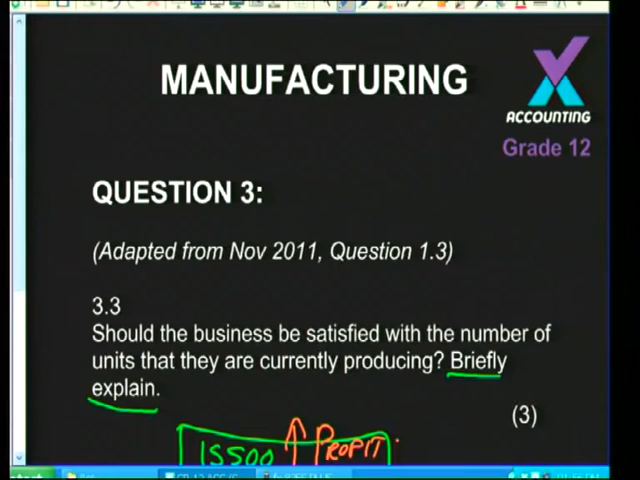 MANUFACTURING
ACCOUNTING
Grade 12
QUESTION 3:
(Adapted from Nov 2011, Question 1.3)
3.3
Should the business be satisfied with the number of
units that they are currently producing? Briefly
explain.
(3)
15500 ↑ PROFIT